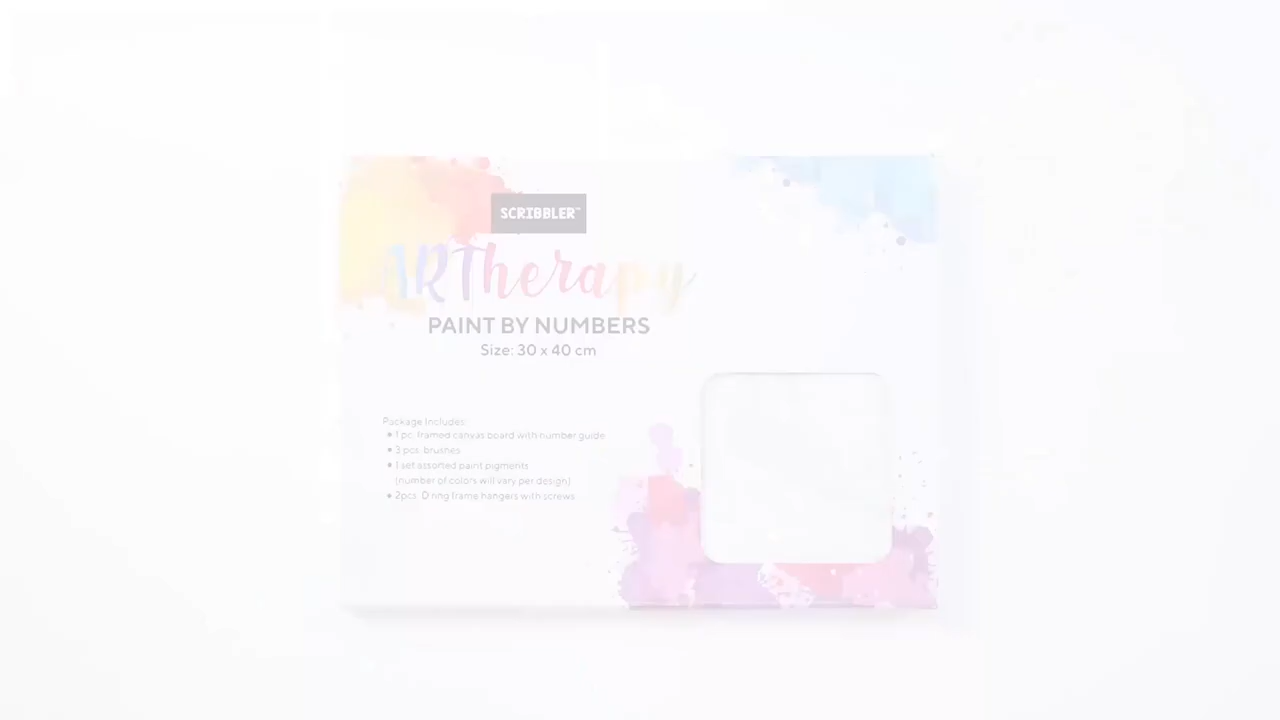 SCRIBBLER™
ARTherapy
PAINT BY NUMBERS
Size: 30 x 40 cm
Package Includes:
• 1 pc. framed canvas board with number guide
• 3 pcs. brushes
• 1 set assorted paint pigments
(number of colors will vary per design)
• 2pcs. D ring frame hangers with screws